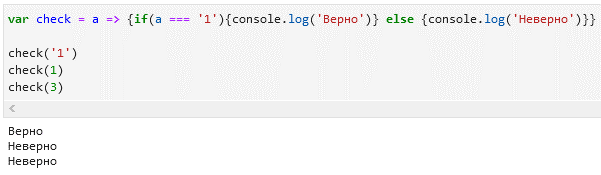 var check = a => {if(a === '1'){console.log('Верно')} else {console.log('Неверно')}}
check('1')
check(1)
check(3)
Верно
Неверно
Неверно